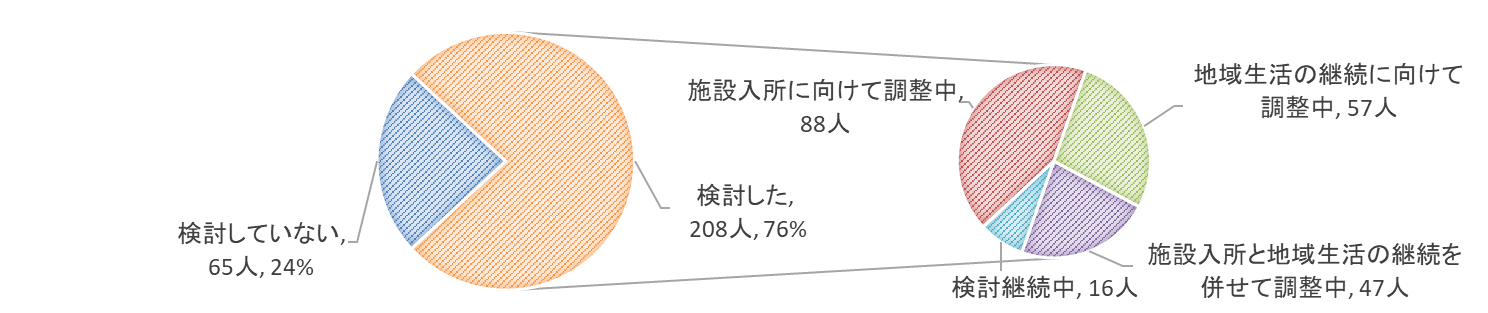 施設入所に向けて調整中,
88人
地域生活の継続に向けて
調整中, 57人
検討した,
208人, 76%
検討していない,
65人, 24%
施設入所と地域生活の継続を
併せて調整中, 47人
検討継続中, 16人